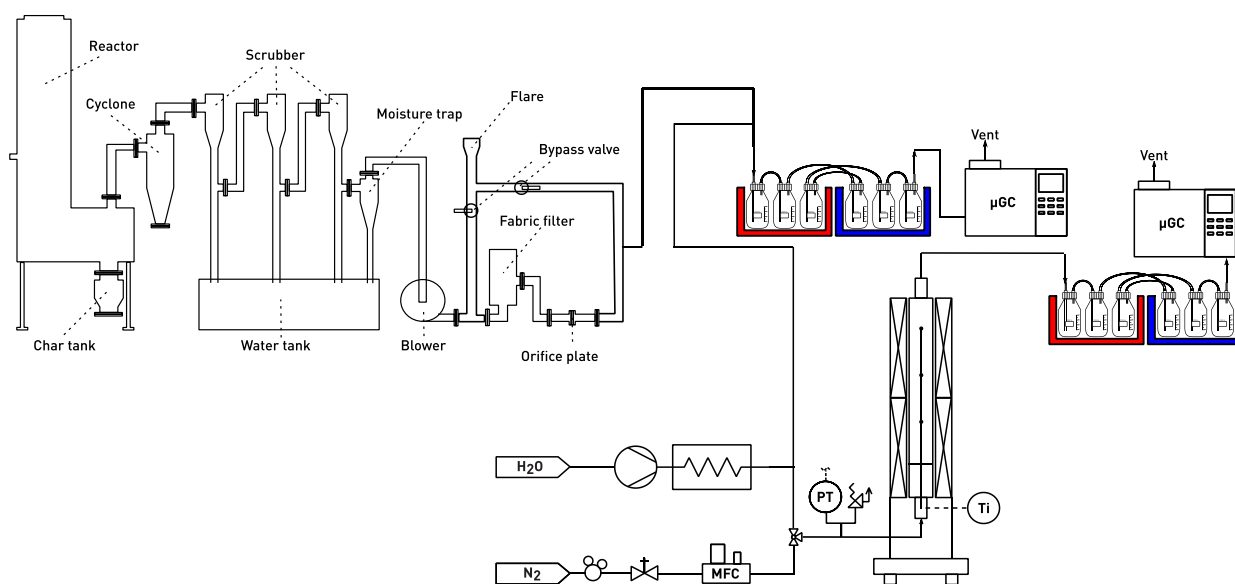 Reactor
Scrubber
Cyclone
Moisture trap
Flare
Bypass valve
Fabric filter
Char tank
Water tank
Blower
Orifice plate
Vent
µGC
Vent
µGC
H₂O
PT
Ti
N₂
MFC